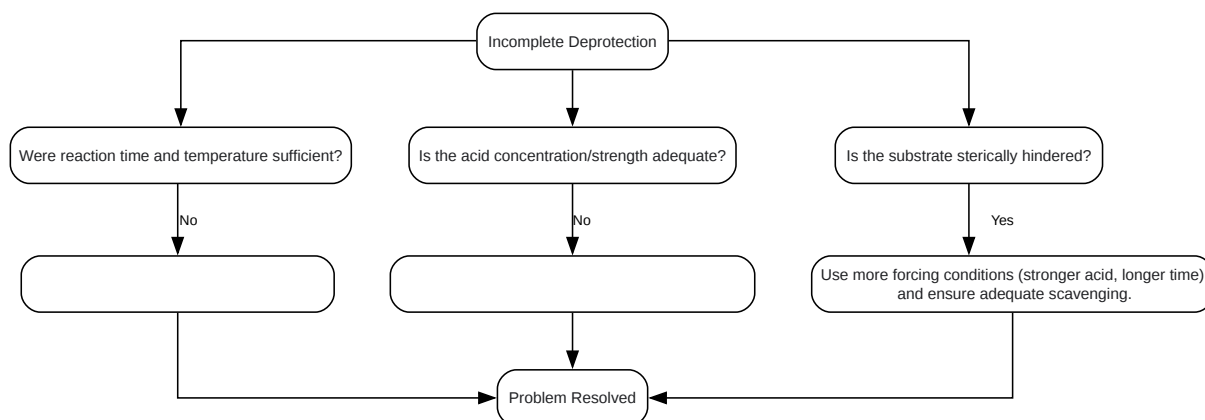 Incomplete Deprotection
Were reaction time and temperature sufficient?
Is the acid concentration/strength adequate?
Is the substrate sterically hindered?
No
No
Yes
Use more forcing conditions (stronger acid, longer time)
and ensure adequate scavenging.
Problem Resolved